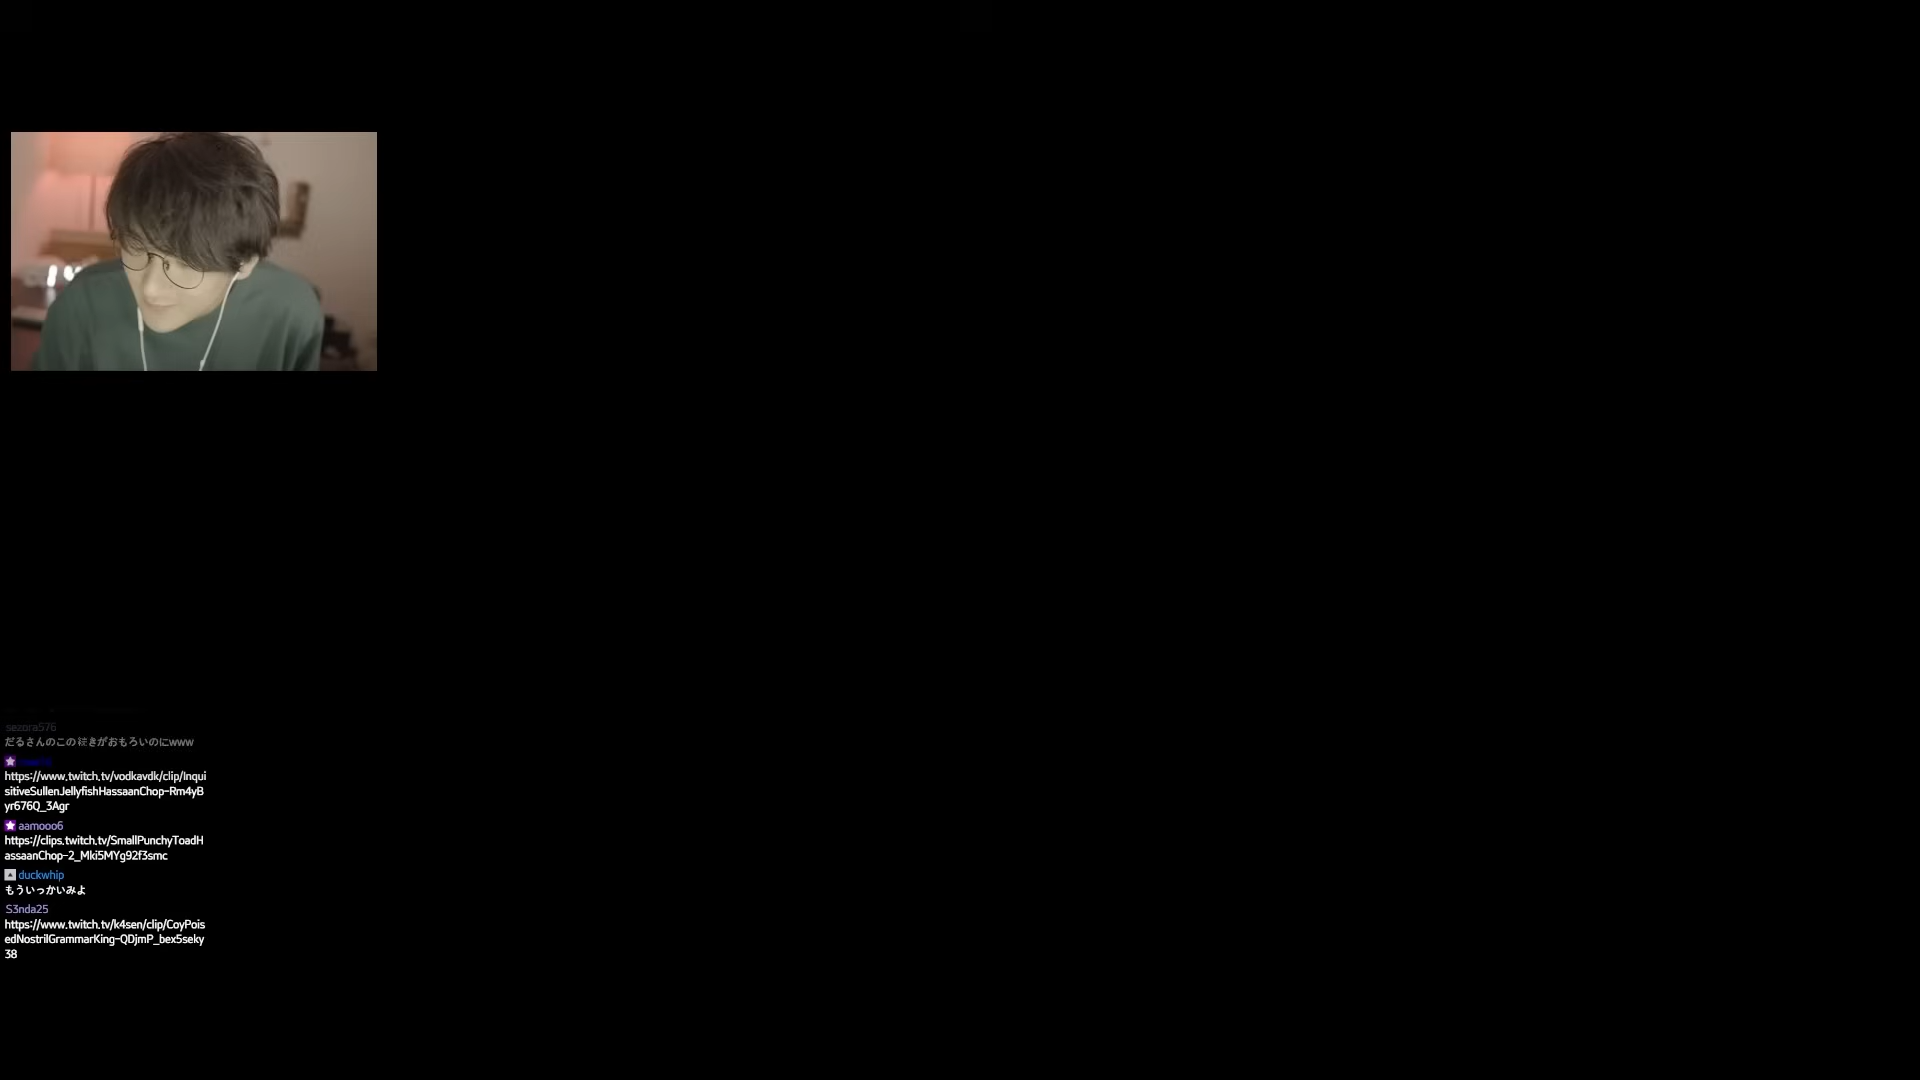 sezora576
だるさんのこの続きがおもろいのにwww
https://www.twitch.tv/vodkavdk/clip/Inqui
sitiveSullenJellyfishHassaanChop-Rm4yB
yr676Q_3Agr
aamooo6
https://clips.twitch.tv/SmallPunchyToadH
assaanChop-2_Mki5MYg92f3smc
duckwhip
もういっかいみよ
S3nda25
https://www.twitch.tv/k4sen/clip/CoyPois
edNostrilGrammarKing-QDjmP_bex5seky
38